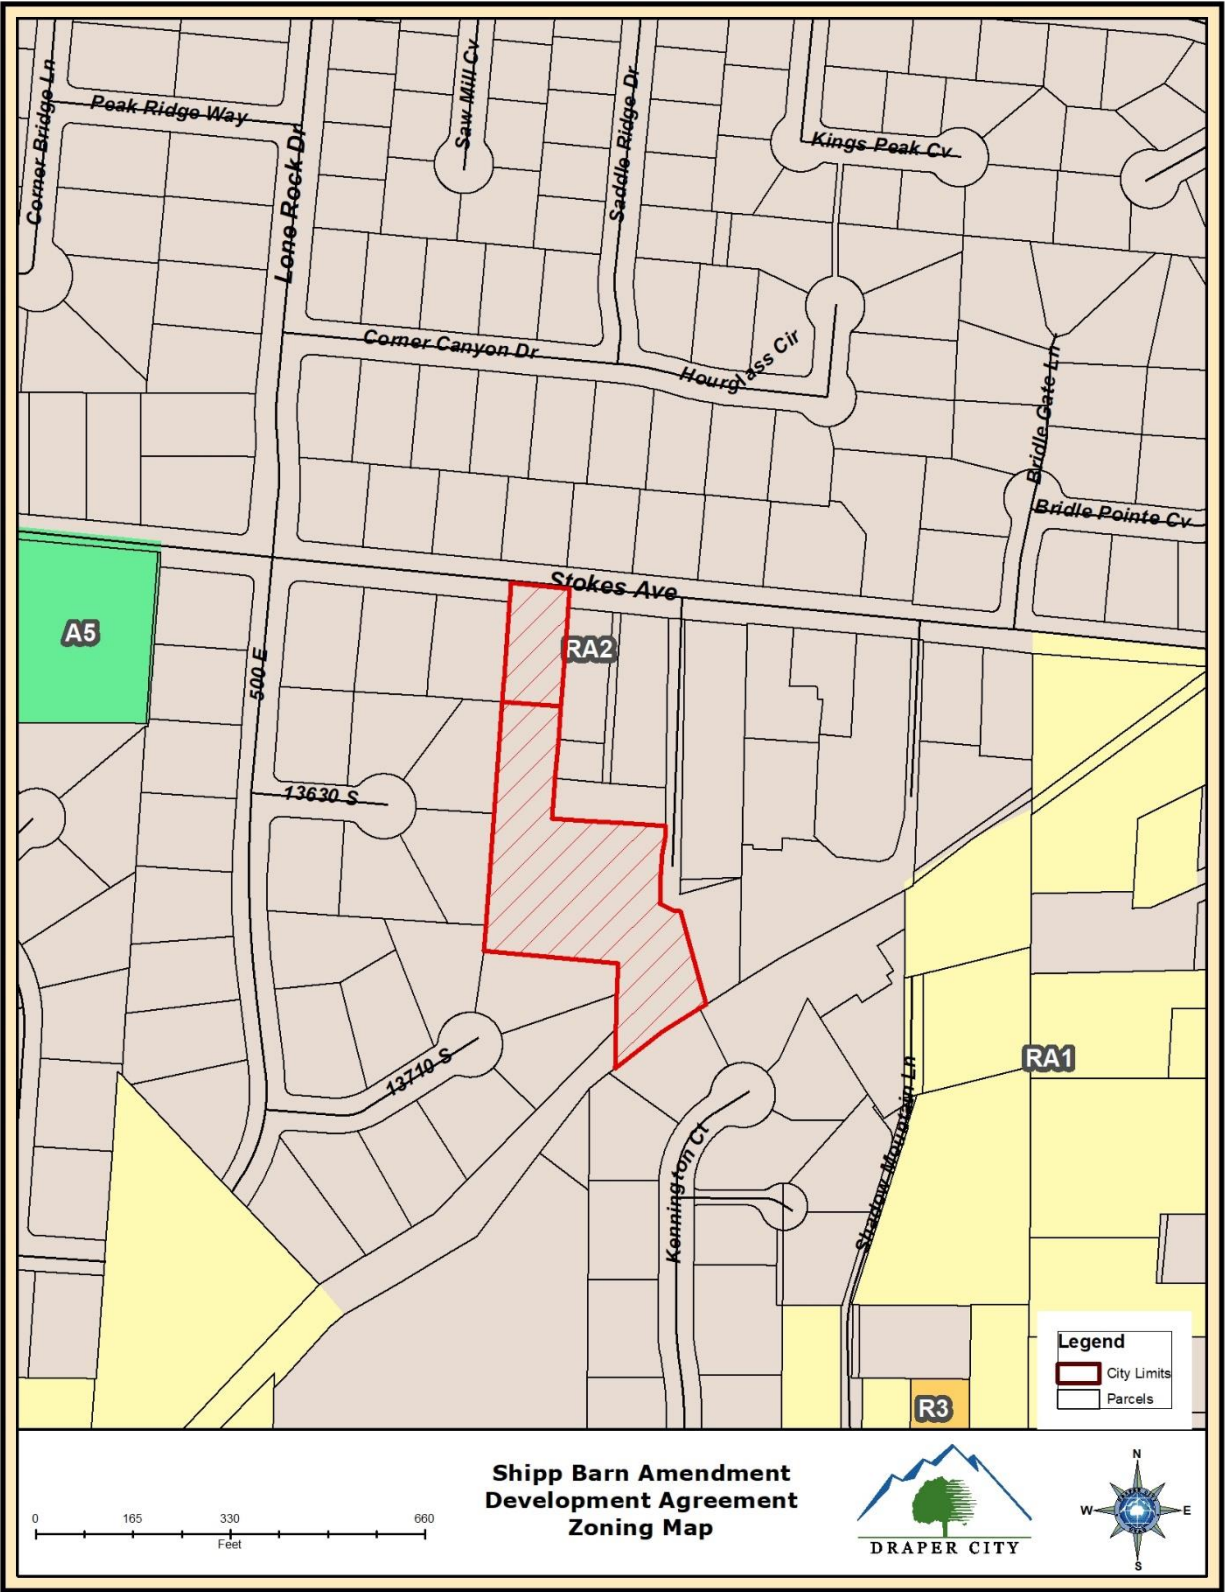 Corner Bridge Ln
Peak Ridge Way
Lone Rock Dr
Saw Mill Cv
Saddle Ridge Dr
Kings Peak Cv
Corner Canyon Dr
Hourglass Cir
Bridle Gate Ln
Bridle Pointe Cv
Stokes Ave
A5
RA2
500 E
13630 S
13710 S
RA1
Kennington Ct
Shadow Mountain Ln
R3
Legend
City Limits
Parcels
0 165 330 660
Feet
Shipp Barn Amendment
Development Agreement
Zoning Map
DRAPER CITY
N
W E
S